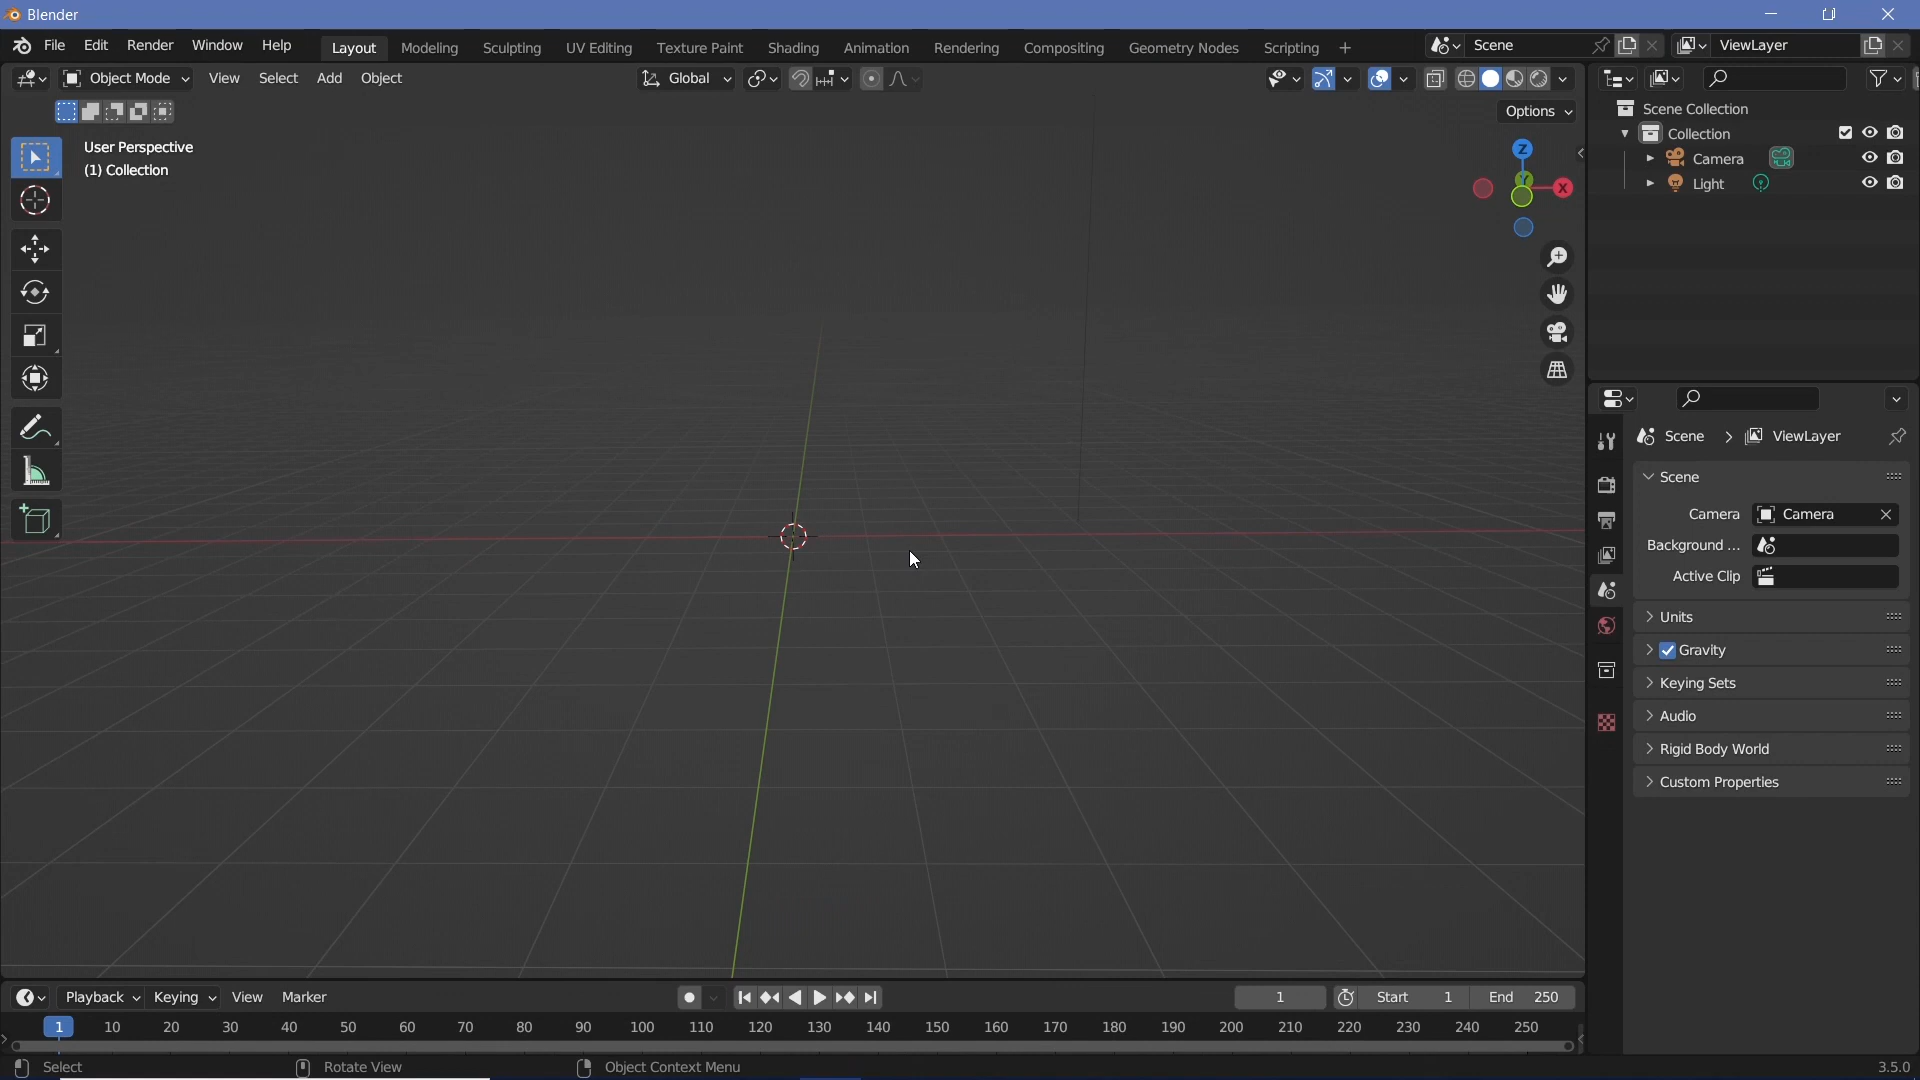 Blender
File Edit Render Window Help Layout Modeling Sculpting UV Editing Texture Paint Shading Animation Rendering Compositing Geometry Nodes Scripting + Scene ViewLayer
Object Mode View Select Add Object Global
Options
User Perspective
(1) Collection
Z
Y
X
Scene Collection
Collection
Camera
Light
Scene > ViewLayer
Scene
Camera Camera
Background ...
Active Clip
Units
Gravity
Keying Sets
Audio
Rigid Body World
Custom Properties
Playback Keying View Marker 1 Start 1 End 250
1 10 20 30 40 50 60 70 80 90 100 110 120 130 140 150 160 170 180 190 200 210 220 230 240 250
Select Rotate View Object Context Menu 3.5.0